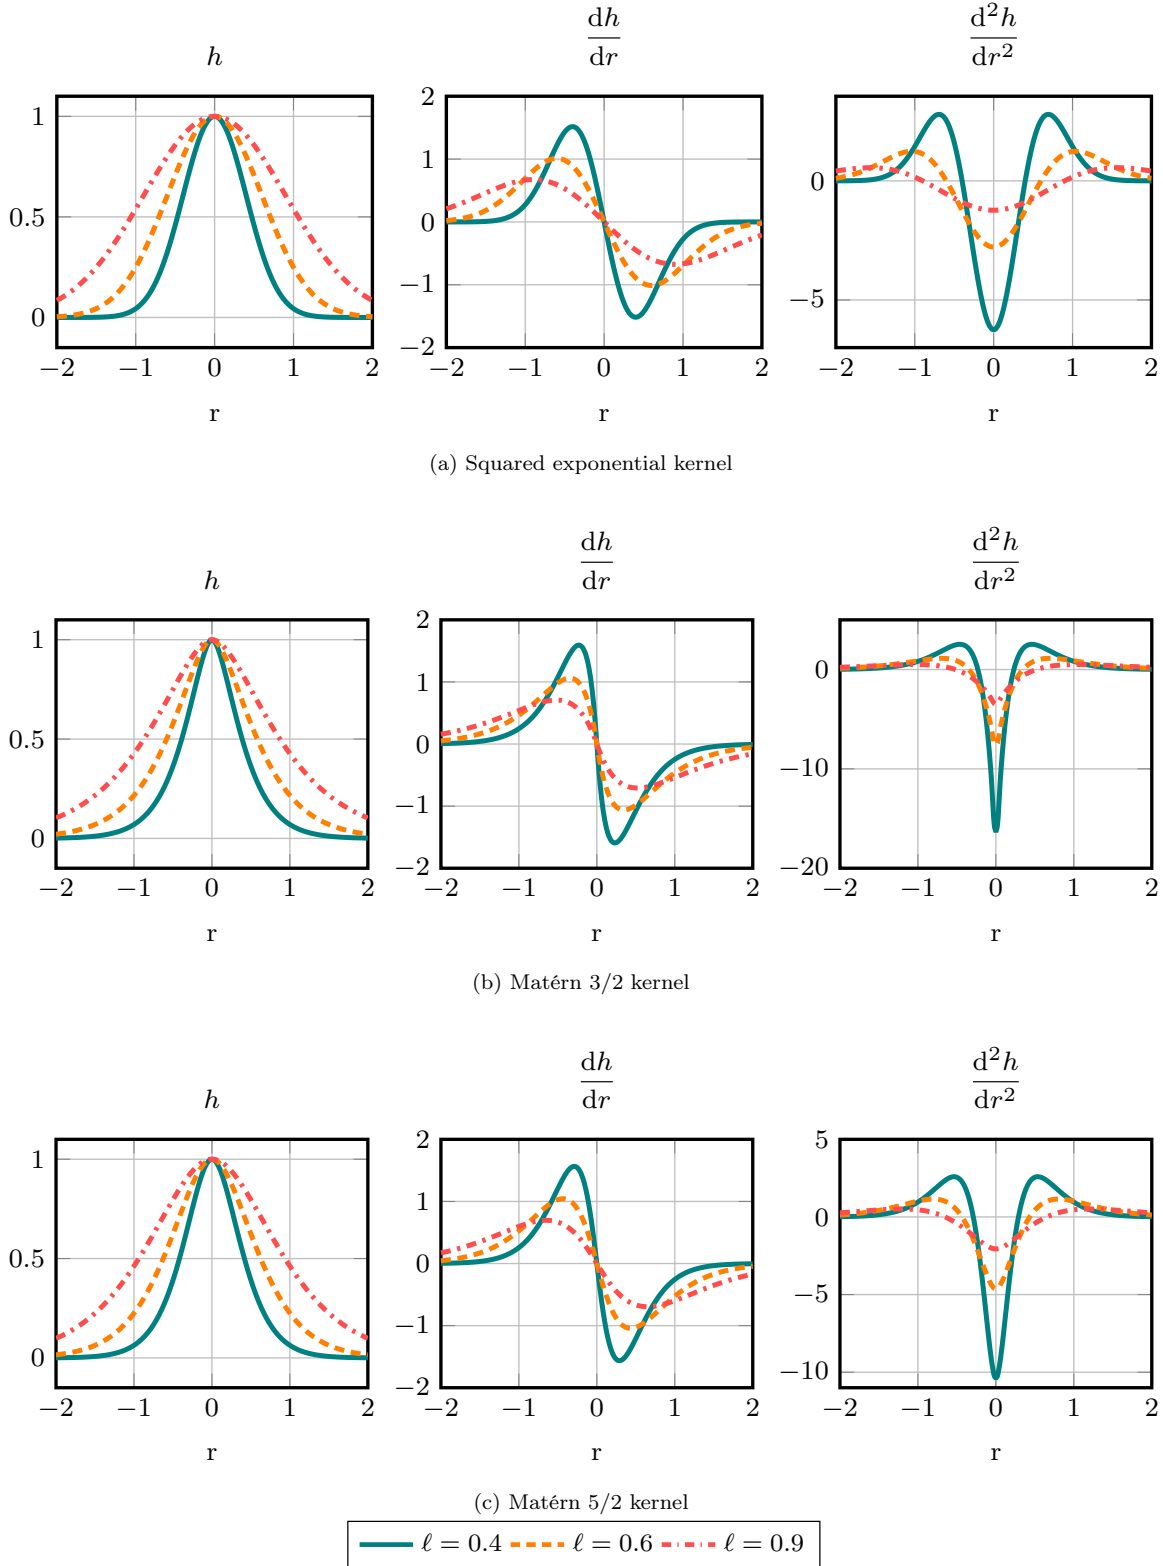 h
dh
dr
d²h
dr²
1
0.5
0
−2 −1 0 1 2
r
2
1
0
−1
−2
−2 −1 0 1 2
r
0
−5
−2 −1 0 1 2
r
(a) Squared exponential kernel
h
dh
dr
d²h
dr²
1
0.5
0
−2 −1 0 1 2
r
2
1
0
−1
−2
−2 −1 0 1 2
r
0
−10
−20
−2 −1 0 1 2
r
(b) Matérn 3/2 kernel
h
dh
dr
d²h
dr²
1
0.5
0
−2 −1 0 1 2
r
2
1
0
−1
−2
−2 −1 0 1 2
r
5
0
−5
−10
−2 −1 0 1 2
r
(c) Matérn 5/2 kernel
ℓ = 0.4 ℓ = 0.6 ℓ = 0.9